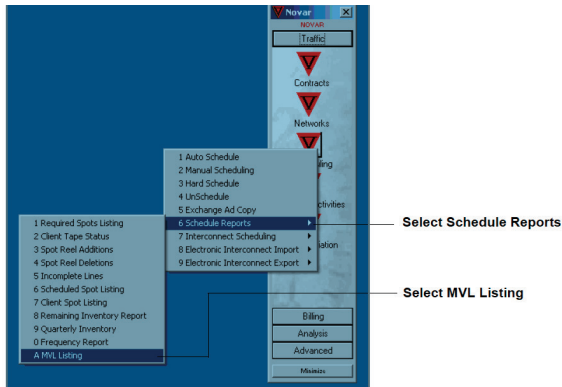 Novar
NOVAR
Traffic
Contracts
Networks
1 Auto Schedule
2 Manual Scheduling
3 Hard Schedule
4 UnSchedule
5 Exchange Ad Copy
6 Schedule Reports
7 Interconnect Scheduling
8 Electronic Interconnect Import
9 Electronic Interconnect Export
ling
ctivities
ation
Select Schedule Reports
1 Required Spots Listing
2 Client Tape Status
3 Spot Reel Additions
4 Spot Reel Deletions
5 Incomplete Lines
6 Scheduled Spot Listing
7 Client Spot Listing
8 Remaining Inventory Report
9 Quarterly Inventory
0 Frequency Report
A MVL Listing
Select MVL Listing
Billing
Analysis
Advanced
Minimize